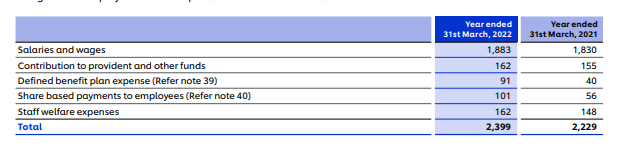 Year ended Year ended
31st March, 2022 31st March, 2021
Salaries and wages 1,883 1,830
Contribution to provident and other funds 162 155
Defined benefit plan expense (Refer note 39) 91 40
Share based payments to employees (Refer note 40) 101 56
Staff welfare expenses 162 148
Total 2,399 2,229